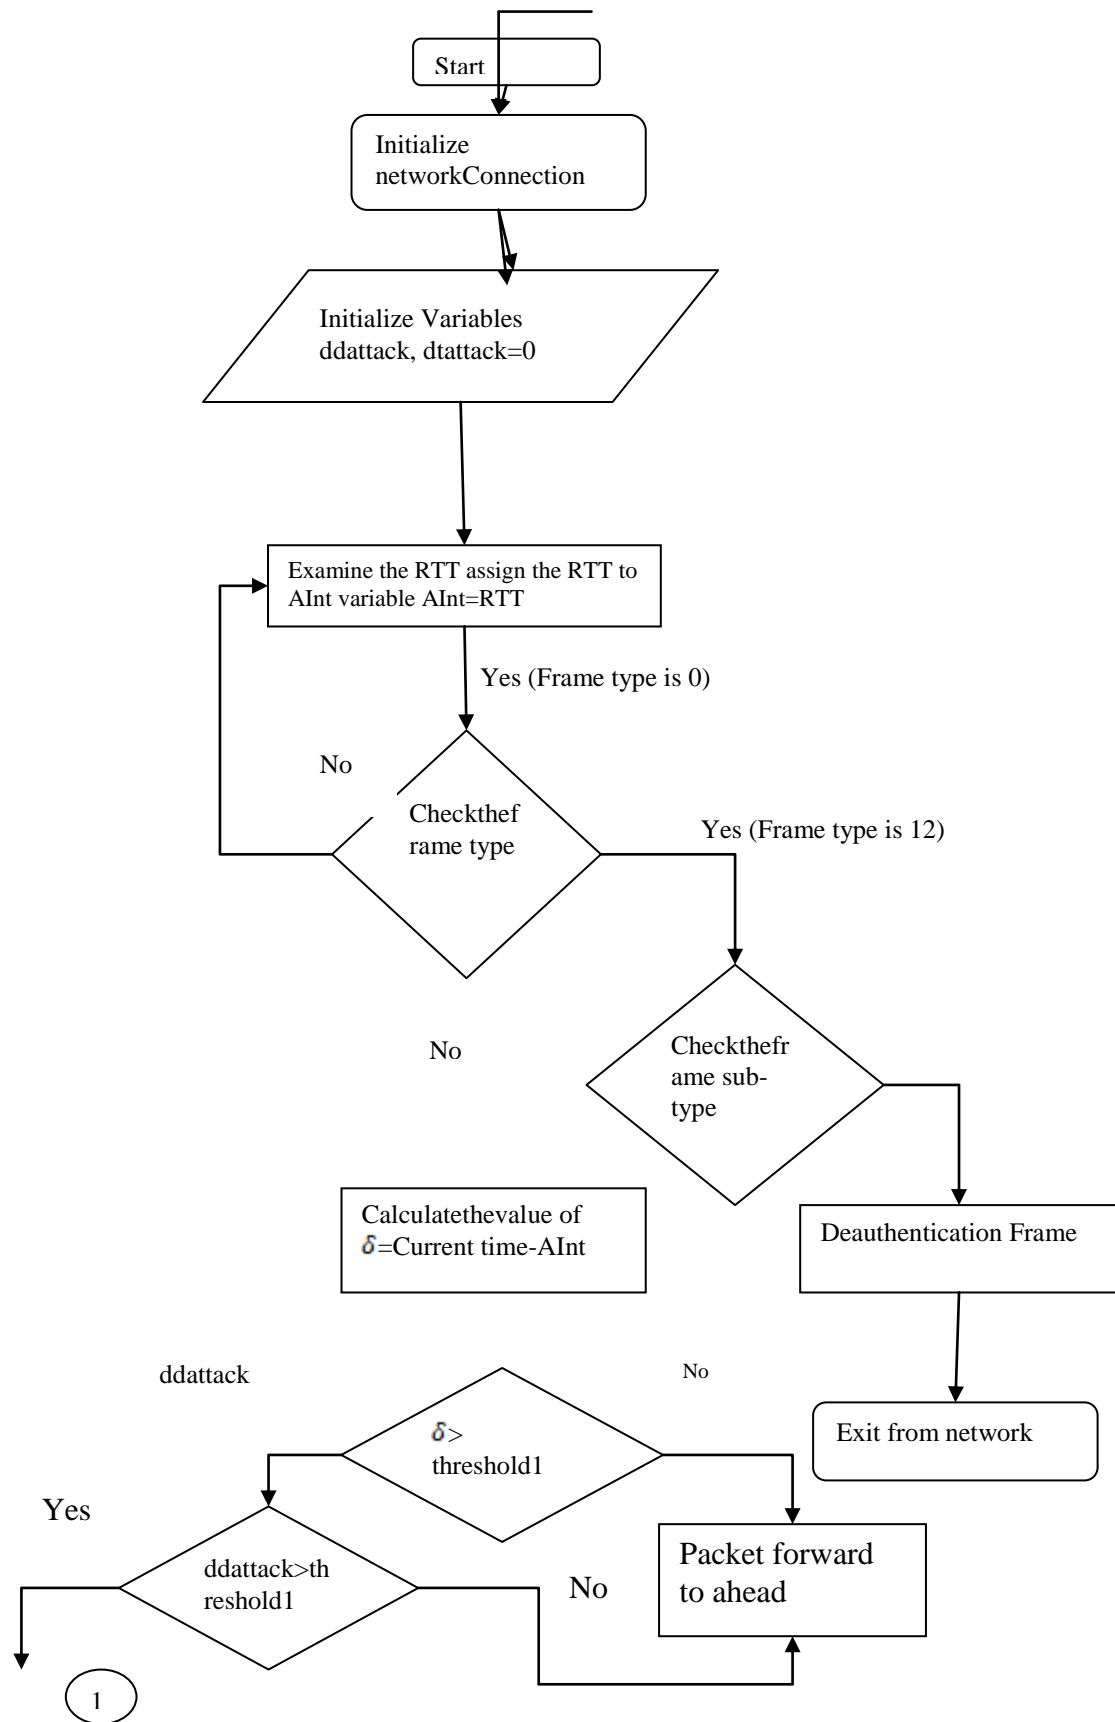 Start
Initialize
networkConnection
Initialize Variables
ddattack, dtattack=0
Examine the RTT assign the RTT to
AInt variable AInt=RTT
Yes (Frame type is 0)
No
Checkthef
rame type
Yes (Frame type is 12)
No
Checkthefr
ame sub-
type
Calculatethevalue of
δ=Current time-AInt
Deauthentication Frame
ddattack
No
δ>
threshold1
Exit from network
Yes
ddattack>th
reshold1
No
Packet forward
to ahead
1